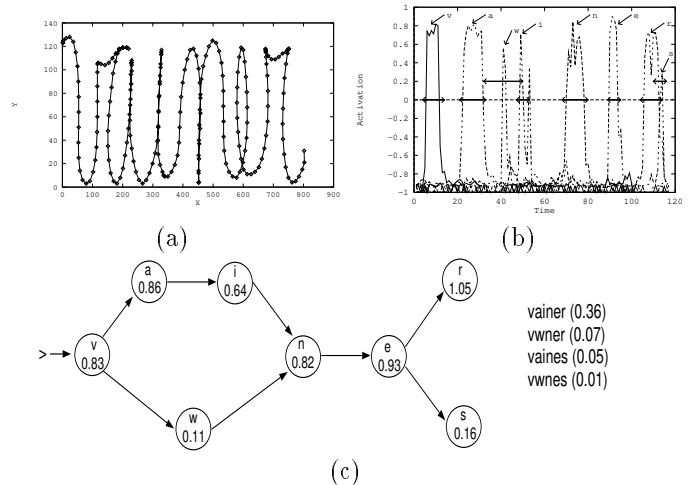 140
120
100
80
60
40
20
0
Y
0 100 200 300 400 500 600 700 800 900
X
(a)
1
0.8
0.6
0.4
0.2
0
-0.2
-0.4
-0.6
-0.8
-1
Activation
v a w i n e r s
0 20 40 60 80 100 120
Time
(b)
a
0.86
i
0.64
r
1.05
>
v
0.83
n
0.82
e
0.93
w
0.11
s
0.16
vainer (0.36)
vwner (0.07)
vaines (0.05)
vwnes (0.01)
(c)